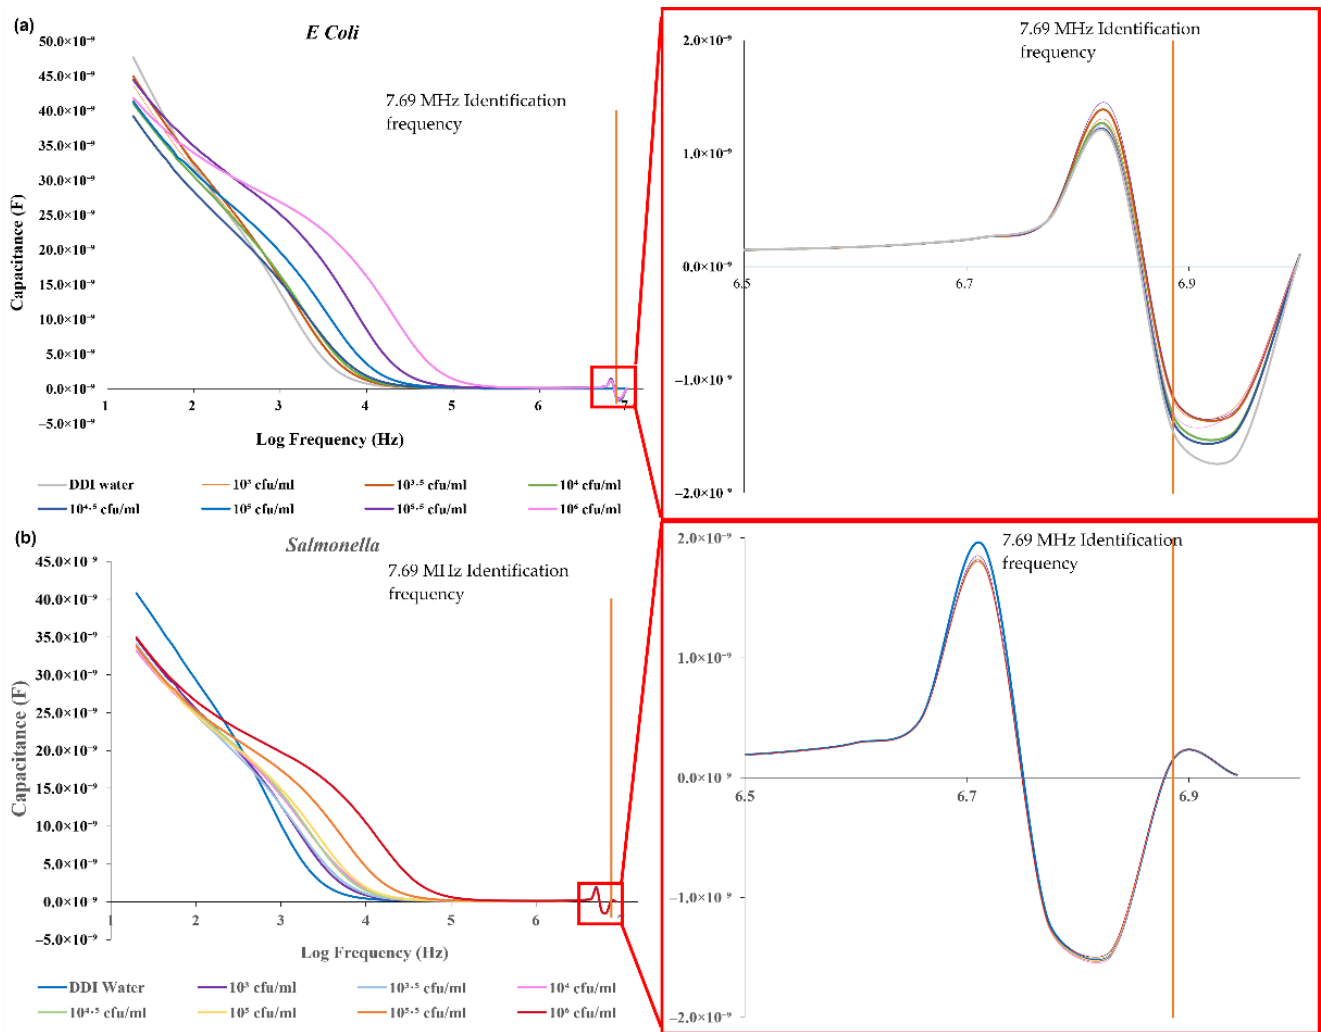 (a)
E Coli
50.0×10⁻⁹
45.0×10⁻⁹
40.0×10⁻⁹
35.0×10⁻⁹
30.0×10⁻⁹
25.0×10⁻⁹
20.0×10⁻⁹
15.0×10⁻⁹
10.0×10⁻⁹
5.0×10⁻⁹
0.0×10⁻⁹
−5.0×10⁻⁹
Capacitance (F)
7.69 MHz Identification
frequency
1 2 3 4 5 6 7
Log Frequency (Hz)
DDI water 10³ cfu/ml 10³·⁵ cfu/ml 10⁴ cfu/ml
10⁴·⁵ cfu/ml 10⁵ cfu/ml 10⁵·⁵ cfu/ml 10⁶ cfu/ml
7.69 MHz Identification
frequency
2.0×10⁻⁹
1.0×10⁻⁹
0.0×10⁻⁹
−1.0×10⁻⁹
−2.0×10⁻⁹
6.5 6.7 6.9
(b)
Salmonella
45.0×10⁻⁹
40.0×10⁻⁹
35.0×10⁻⁹
30.0×10⁻⁹
25.0×10⁻⁹
20.0×10⁻⁹
15.0×10⁻⁹
10.0×10⁻⁹
5.0×10⁻⁹
0.0×10⁻⁹
−5.0×10⁻⁹
Capacitance (F)
7.69 MHz Identification
frequency
1 2 3 4 5 6
Log Frequency (Hz)
DDI Water 10³ cfu/ml 10³·⁵ cfu/ml 10⁴ cfu/ml
10⁴·⁵ cfu/ml 10⁵ cfu/ml 10⁵·⁵ cfu/ml 10⁶ cfu/ml
7.69 MHz Identification
frequency
2.0×10⁻⁹
1.0×10⁻⁹
0.0×10⁻⁹
−1.0×10⁻⁹
−2.0×10⁻⁹
6.5 6.7 6.9